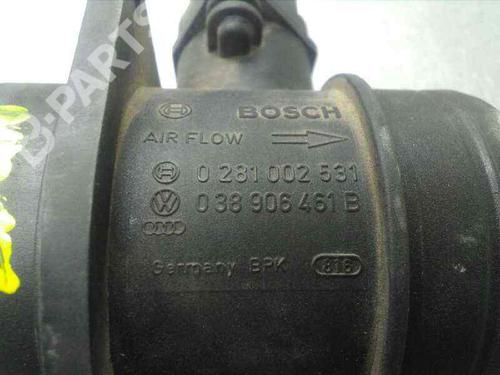 B-PARTS
BOSCH
AIR FLOW
0 281 002 531
038 906 461 B
Germany BPK 816